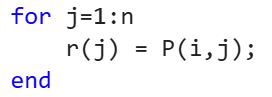 for j=1:n
    r(j) = P(i,j);
end